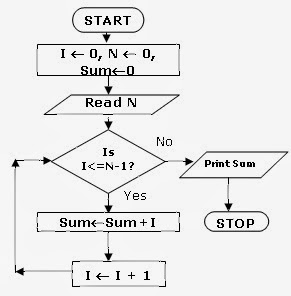 START
I ← 0, N ← 0,
Sum←0
Read N
Is
I<=N-1?
No
Print Sum
Yes
Sum←Sum + I
STOP
I ← I + 1